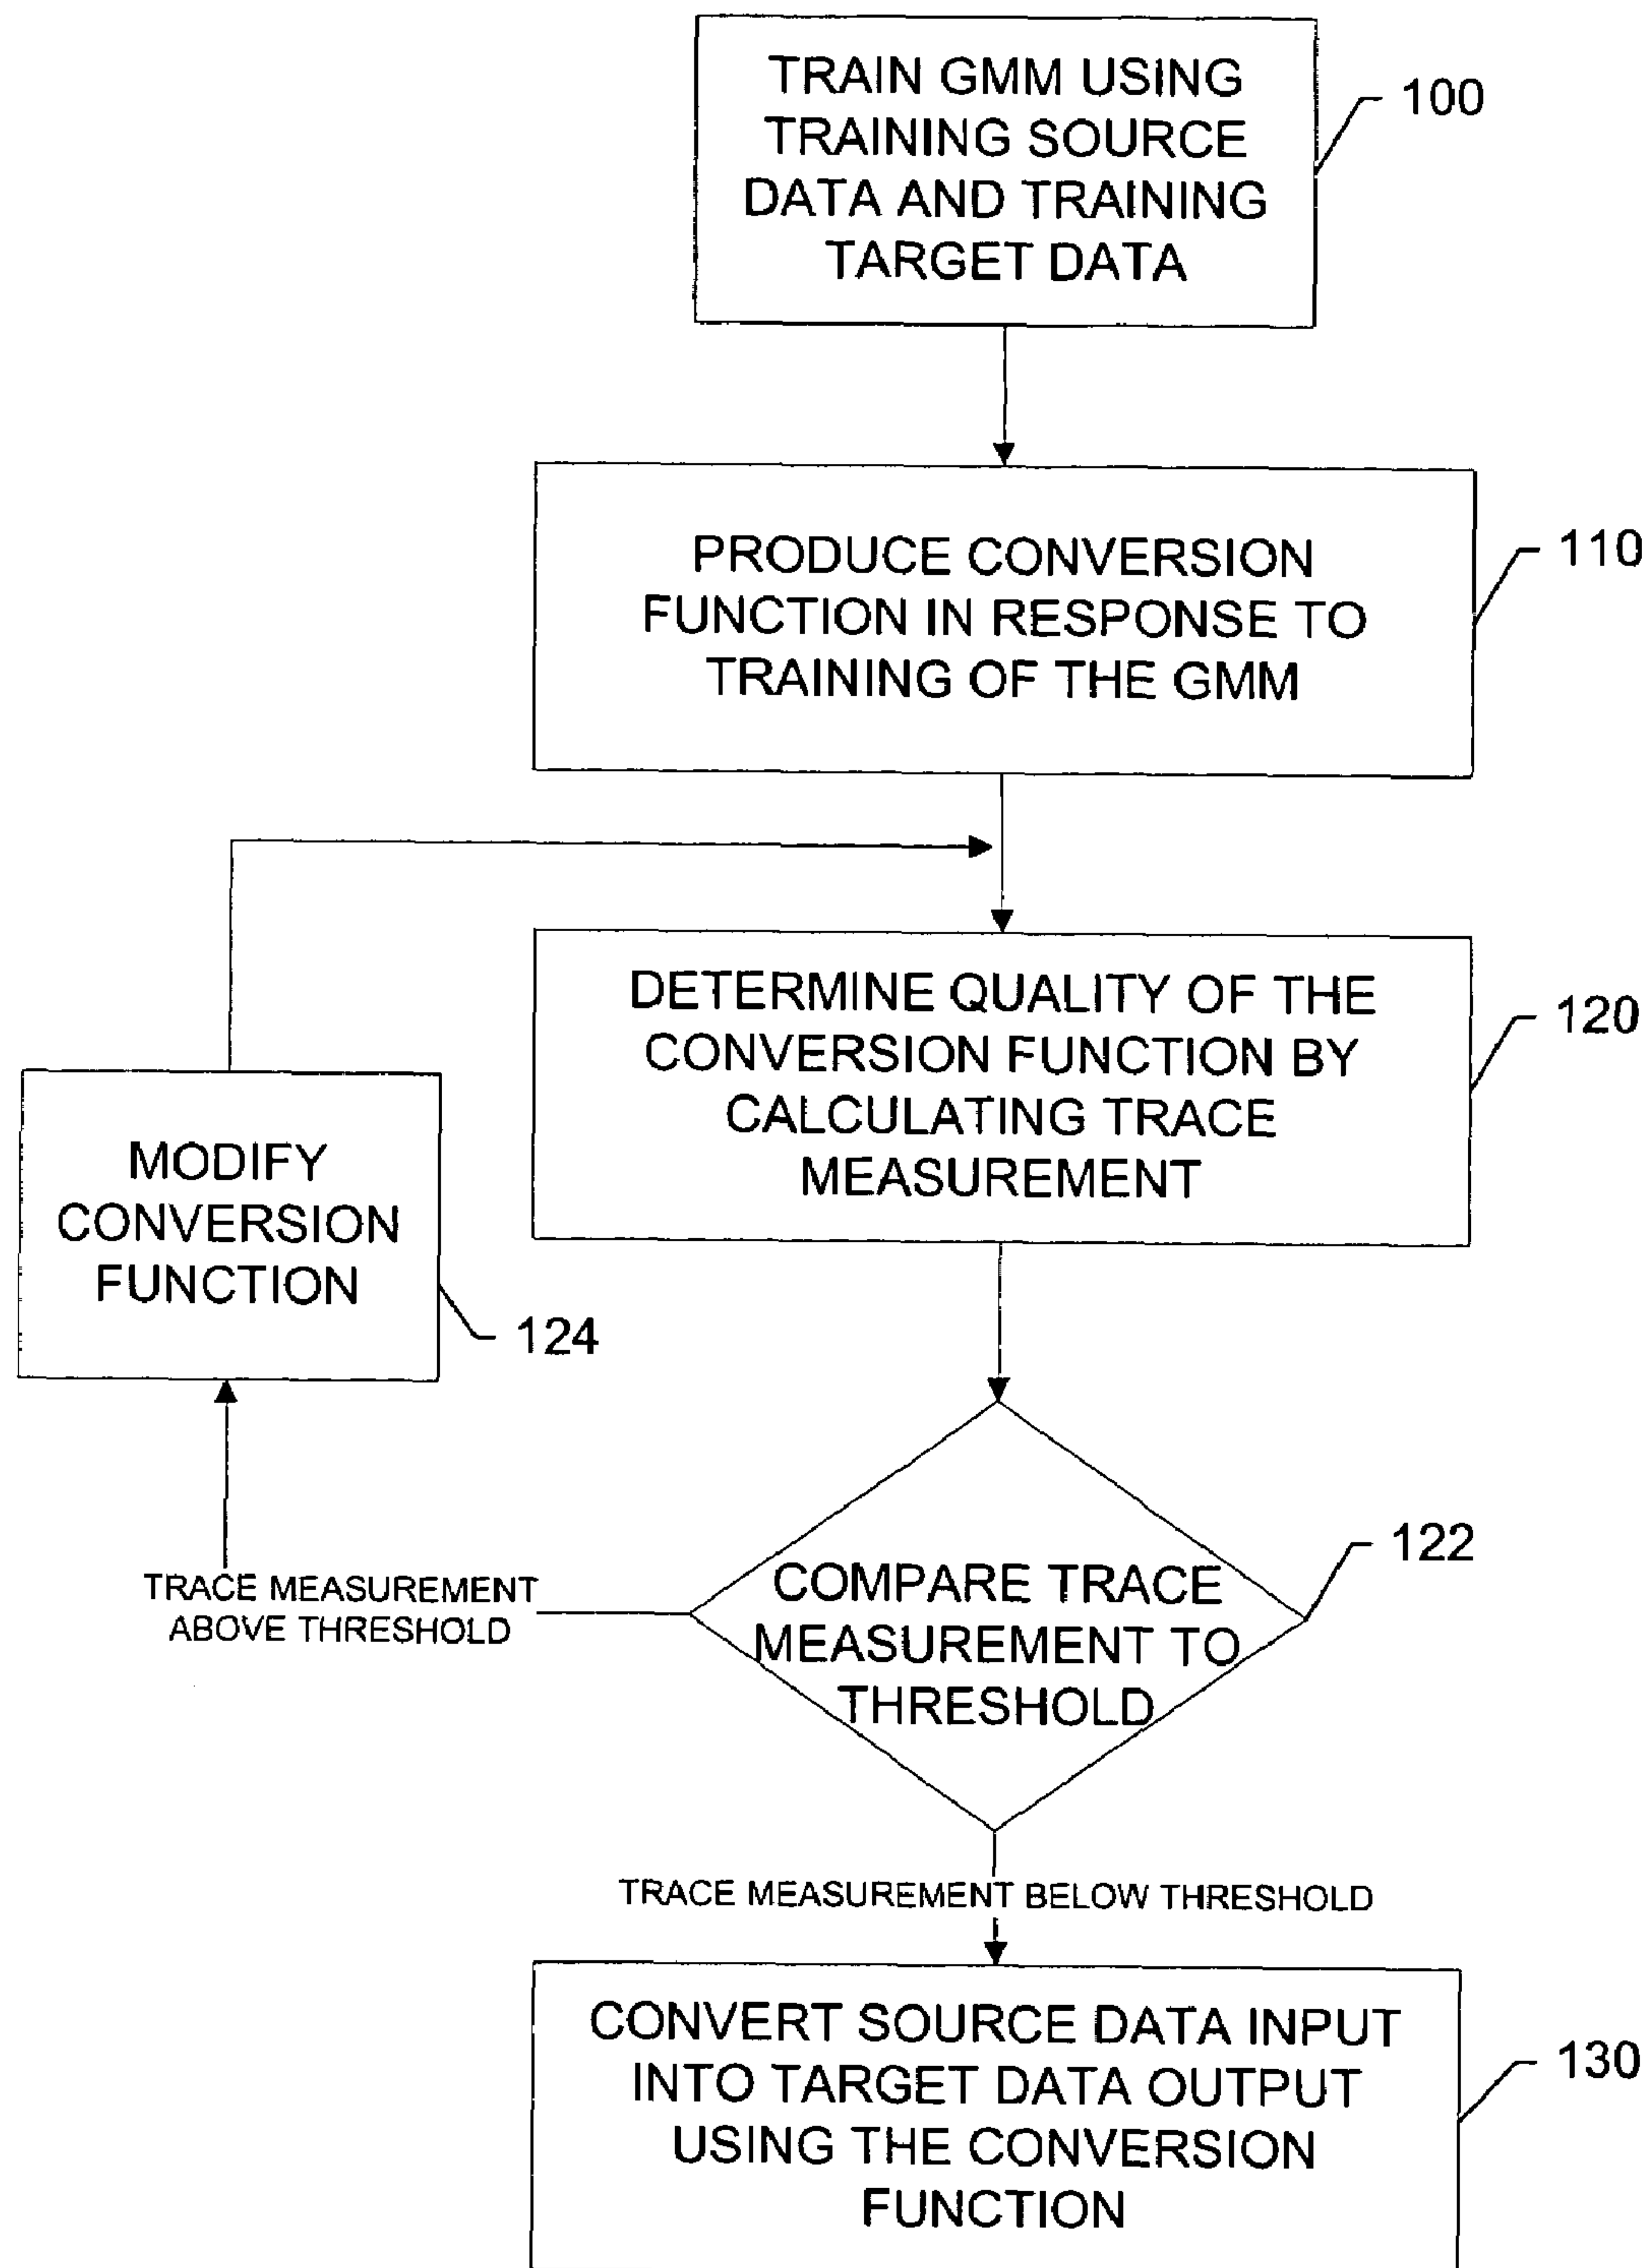 TRAIN GMM USING
TRAINING SOURCE
DATA AND TRAINING
TARGET DATA
100
PRODUCE CONVERSION
FUNCTION IN RESPONSE TO
TRAINING OF THE GMM
110
DETERMINE QUALITY OF THE
CONVERSION FUNCTION BY
CALCULATING TRACE
MEASUREMENT
120
MODIFY
CONVERSION
FUNCTION
124
COMPARE TRACE
MEASUREMENT TO
THRESHOLD
122
TRACE MEASUREMENT
ABOVE THRESHOLD
TRACE MEASUREMENT BELOW THRESHOLD
CONVERT SOURCE DATA INPUT
INTO TARGET DATA OUTPUT
USING THE CONVERSION
FUNCTION
130